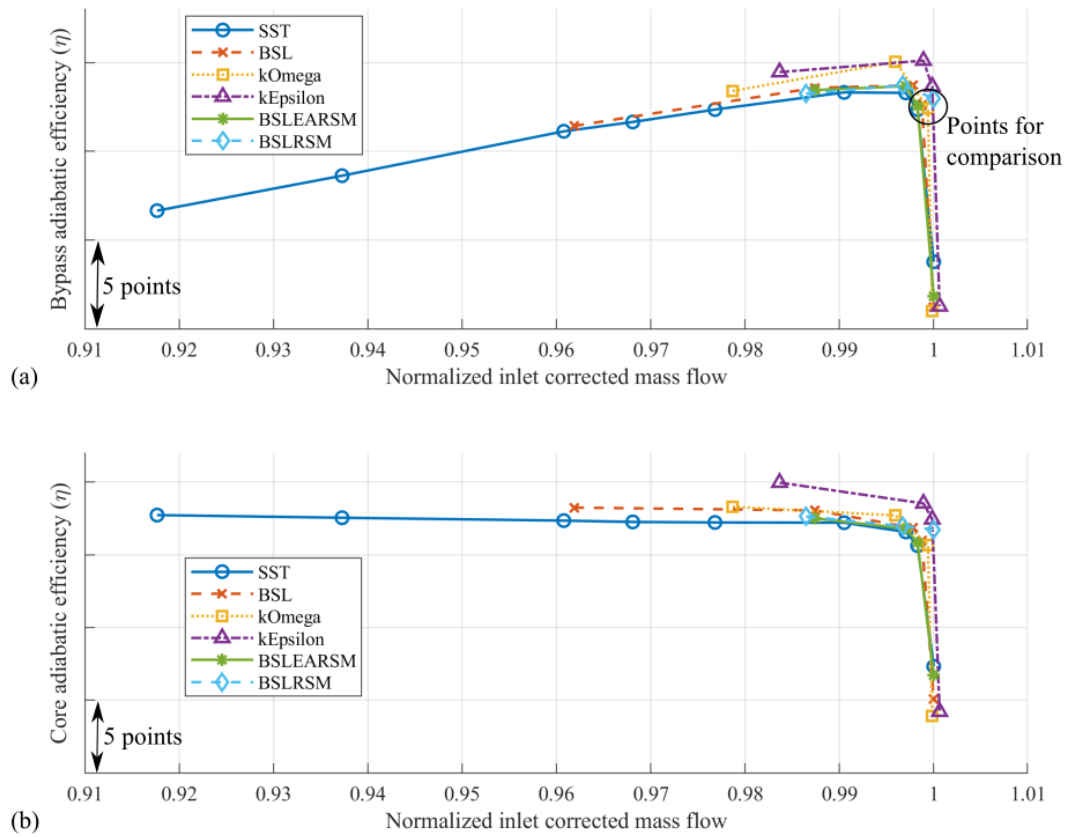 SST
BSL
kOmega
kEpsilon
BSLEARSM
BSLRSM
Points for
comparison
Bypass adiabatic efficiency (η)
5 points
0.91 0.92 0.93 0.94 0.95 0.96 0.97 0.98 0.99 1 1.01
(a)
Normalized inlet corrected mass flow
SST
BSL
kOmega
kEpsilon
BSLEARSM
BSLRSM
Core adiabatic efficiency (η)
5 points
0.91 0.92 0.93 0.94 0.95 0.96 0.97 0.98 0.99 1 1.01
(b)
Normalized inlet corrected mass flow